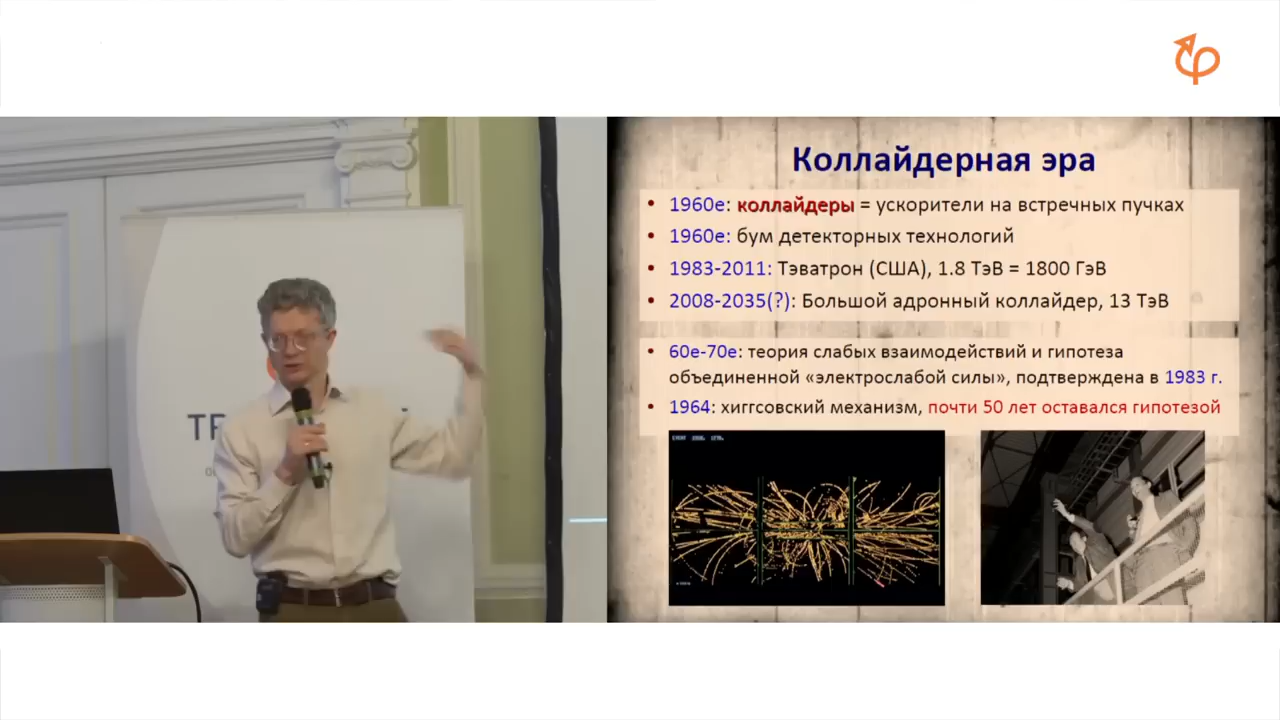 Коллайдерная эра
• 1960е: коллайдеры = ускорители на встречных пучках
• 1960е: бум детекторных технологий
• 1983-2011: Тэватрон (США), 1.8 ТэВ = 1800 ГэВ
• 2008-2035(?): Большой адронный коллайдер, 13 ТэВ
• 60е-70е: теория слабых взаимодействий и гипотеза
объединенной «электрослабой силы», подтверждена в 1983 г.
• 1964: хиггсовский механизм, почти 50 лет оставался гипотезой